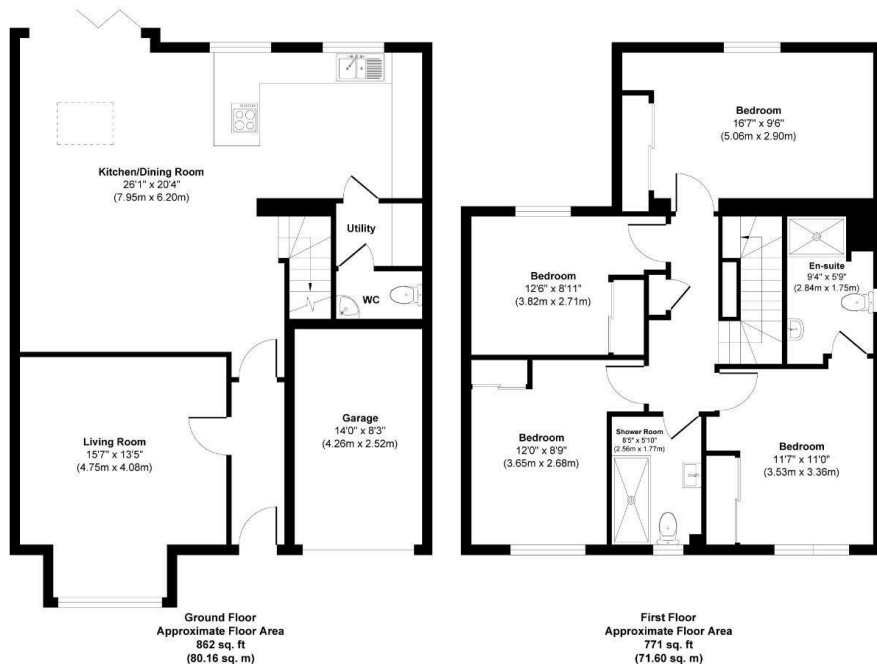 Kitchen/Dining Room
26'1" x 20'4"
(7.95m x 6.20m)
Utility
WC
Living Room
15'7" x 13'5"
(4.75m x 4.08m)
Garage
14'0" x 8'3"
(4.26m x 2.52m)
Ground Floor
Approximate Floor Area
862 sq. ft
(80.16 sq. m)
Bedroom
16'7" x 9'6"
(5.06m x 2.90m)
Bedroom
12'6" x 8'11"
(3.82m x 2.71m)
En-suite
9'4" x 5'9"
(2.84m x 1.75m)
Bedroom
12'0" x 8'9"
(3.65m x 2.68m)
Shower Room
8'5" x 5'10"
(2.56m x 1.77m)
Bedroom
11'7" x 11'0"
(3.53m x 3.36m)
First Floor
Approximate Floor Area
771 sq. ft
(71.60 sq. m)